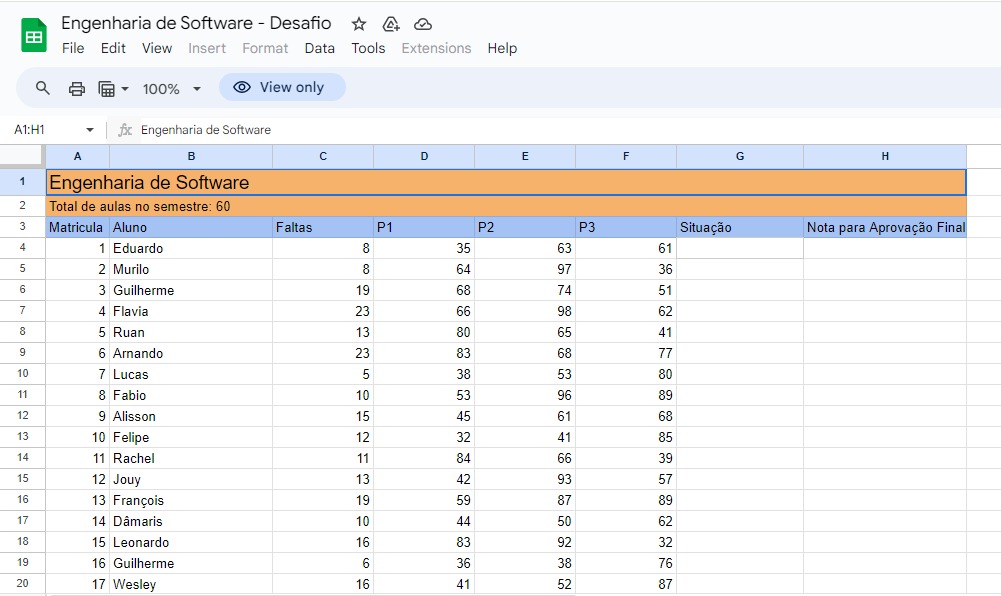 Engenharia de Software - Desafio
File Edit View Insert Format Data Tools Extensions Help
100% View only
A1:H1 fx Engenharia de Software
A B C D E F G H
1 Engenharia de Software
2 Total de aulas no semestre: 60
3 Matricula Aluno Faltas P1 P2 P3 Situação Nota para Aprovação Final
4 1 Eduardo 8 35 63 61
5 2 Murilo 8 64 97 36
6 3 Guilherme 19 68 74 51
7 4 Flavia 23 66 98 62
8 5 Ruan 13 80 65 41
9 6 Arnando 23 83 68 77
10 7 Lucas 5 38 53 80
11 8 Fabio 10 53 96 89
12 9 Alisson 15 45 61 68
13 10 Felipe 12 32 41 85
14 11 Rachel 11 84 66 39
15 12 Jouy 13 42 93 57
16 13 François 19 59 87 89
17 14 Dâmaris 10 44 50 62
18 15 Leonardo 16 83 92 32
19 16 Guilherme 6 36 38 76
20 17 Wesley 16 41 52 87